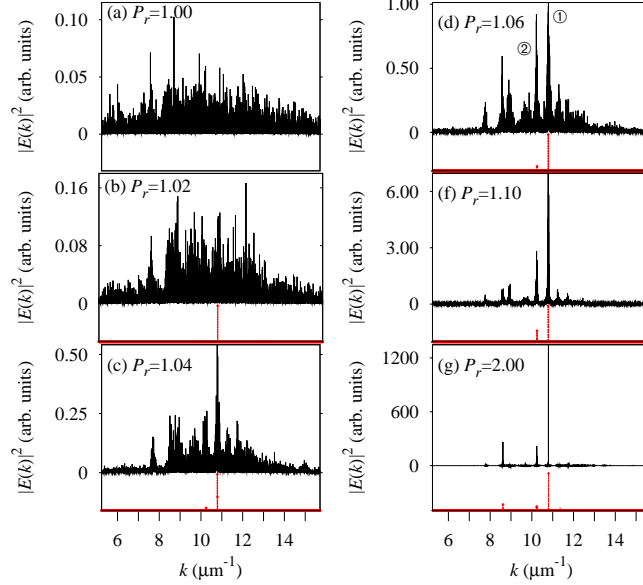 (a) P_r=1.00
|E(k)|² (arb. units)
0.10
0.05
0
(b) P_r=1.02
|E(k)|² (arb. units)
0.16
0.08
0
(c) P_r=1.04
|E(k)|² (arb. units)
0.50
0.25
0
6 8 10 12 14
k (μm⁻¹)
(d) P_r=1.06
① ②
|E(k)|² (arb. units)
1.00
0.50
0
(f) P_r=1.10
|E(k)|² (arb. units)
6.00
3.00
0
(g) P_r=2.00
|E(k)|² (arb. units)
1200
600
0
6 8 10 12 14
k (μm⁻¹)